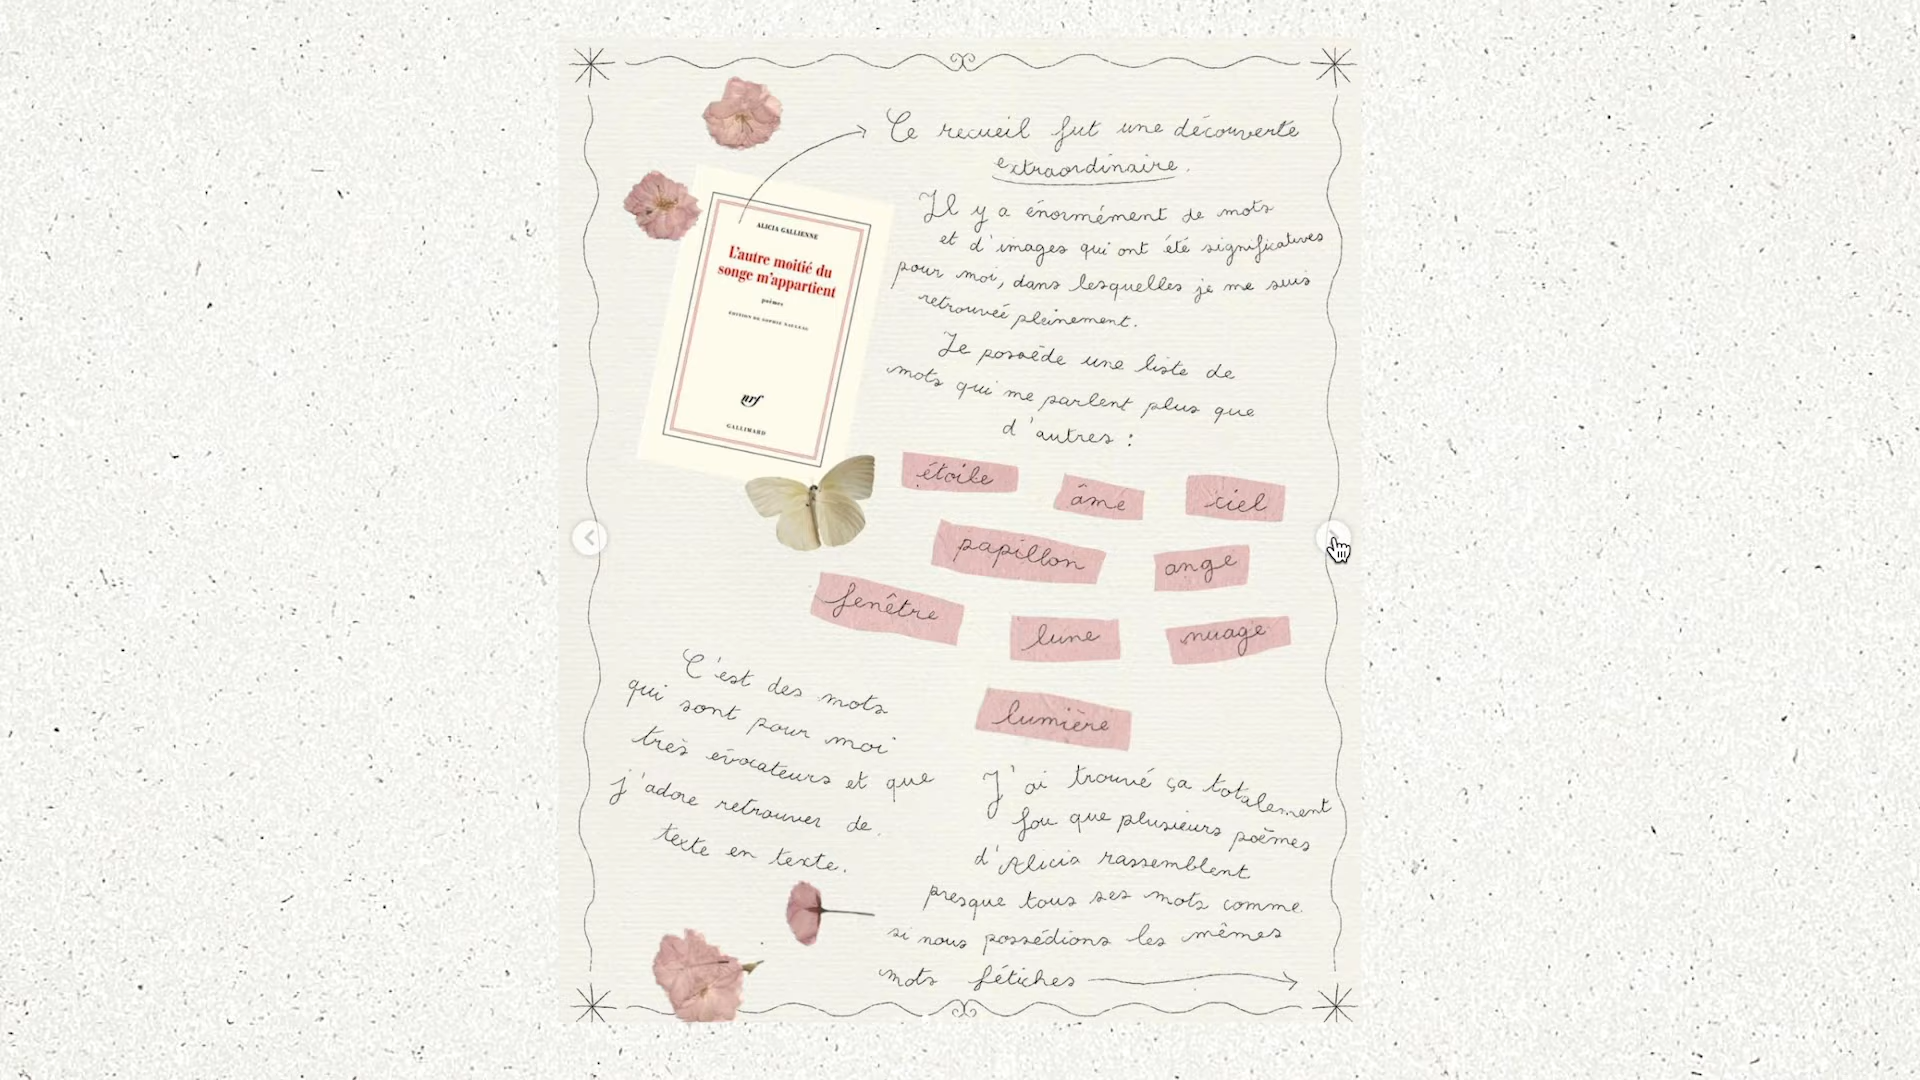 Ce recueil fut une découverte
extraordinaire.
ALICIA GALLIENNE
L'autre moitié du
songe m'appartient
poèmes
ÉDITION DE SOPHIE NAULEAU
nrf
GALLIMARD
Il y a énormément de mots
et d'images qui ont été significatives
pour moi, dans lesquelles je me suis
retrouvée pleinement.
Je possède une liste de
mots qui me parlent plus que
d'autres :
étoile
âme
ciel
papillon
ange
fenêtre
lune
nuage
lumière
C'est des mots
qui sont pour moi
très évocateurs et que
j'adore retrouver de
texte en texte.
J'ai trouvé ça totalement
fou que plusieurs poèmes
d'Alicia rassemblent
presque tous ses mots comme
si nous possédions les mêmes
mots fétiches